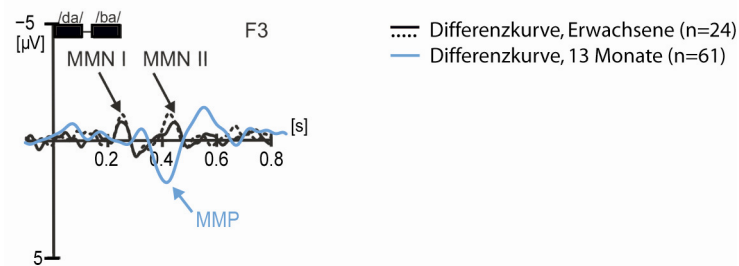 −5
[µV]
/da/ /ba/
F3
MMN I MMN II
[s]
0.2 0.4 0.6 0.8
MMP
5
Differenzkurve, Erwachsene (n=24)
Differenzkurve, 13 Monate (n=61)